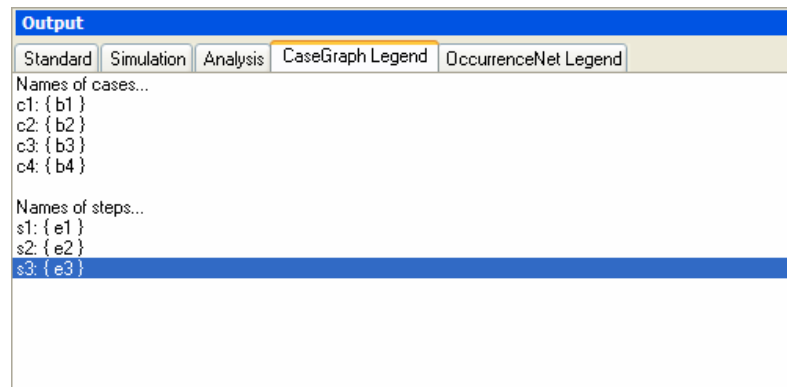 Output
Standard Simulation Analysis CaseGraph Legend OccurrenceNet Legend
Names of cases...
c1: { b1 }
c2: { b2 }
c3: { b3 }
c4: { b4 }
Names of steps...
s1: { e1 }
s2: { e2 }
s3: { e3 }